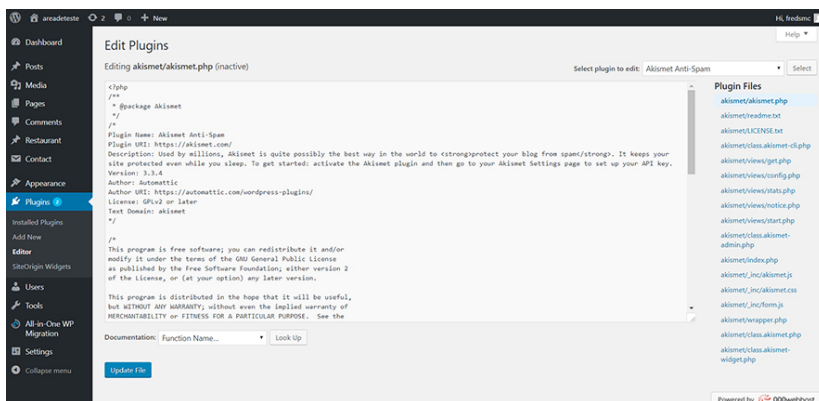 areadeteste 2 0 + New Hi, fredsmc
Help ▼
Dashboard
Posts
Media
Pages
Comments
Restaurant
Contact
Appearance
Plugins 2
Installed Plugins
Add New
Editor
SiteOrigin Widgets
Users
Tools
All-in-One WP
Migration
Settings
Collapse menu
Edit Plugins
Editing akismet/akismet.php (inactive)
Select plugin to edit: Akismet Anti-Spam Select
<?php
/**
* @package Akismet
*/
/*
Plugin Name: Akismet Anti-Spam
Plugin URI: https://akismet.com/
Description: Used by millions, Akismet is quite possibly the best way in the world to <strong>protect your blog from spam</strong>. It keeps your
site protected even while you sleep. To get started: activate the Akismet plugin and then go to your Akismet Settings page to set up your API key.
Version: 3.3.4
Author: Automattic
Author URI: https://automattic.com/wordpress-plugins/
License: GPLv2 or later
Text Domain: akismet
*/
/*
This program is free software; you can redistribute it and/or
modify it under the terms of the GNU General Public License
as published by the Free Software Foundation; either version 2
of the License, or (at your option) any later version.
This program is distributed in the hope that it will be useful,
but WITHOUT ANY WARRANTY; without even the implied warranty of
MERCHANTABILITY or FITNESS FOR A PARTICULAR PURPOSE. See the
Documentation: Function Name... Look Up
Update File
Plugin Files
akismet/akismet.php
akismet/readme.txt
akismet/LICENSE.txt
akismet/class.akismet-cli.php
akismet/views/get.php
akismet/views/config.php
akismet/views/stats.php
akismet/views/notice.php
akismet/views/start.php
akismet/class.akismet-
admin.php
akismet/index.php
akismet/_inc/akismet.js
akismet/_inc/akismet.css
akismet/_inc/form.js
akismet/wrapper.php
akismet/class.akismet.php
akismet/class.akismet-
widget.php
Powered by 000webhost